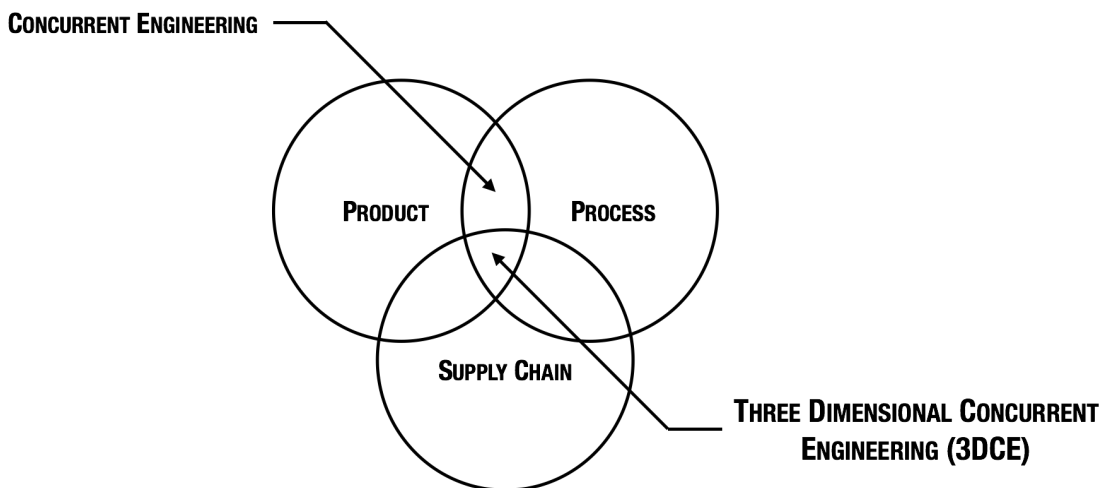 CONCURRENT ENGINEERING
PRODUCT
PROCESS
SUPPLY CHAIN
THREE DIMENSIONAL CONCURRENT
ENGINEERING (3DCE)